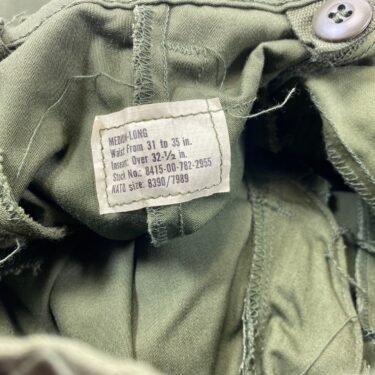 MEDIUM-LONG
Waist From 31 to 35 in.
Inseam: Over 32-½ in.
Stock No.: 8415-00-782-2955
NATO size: 8390/7989